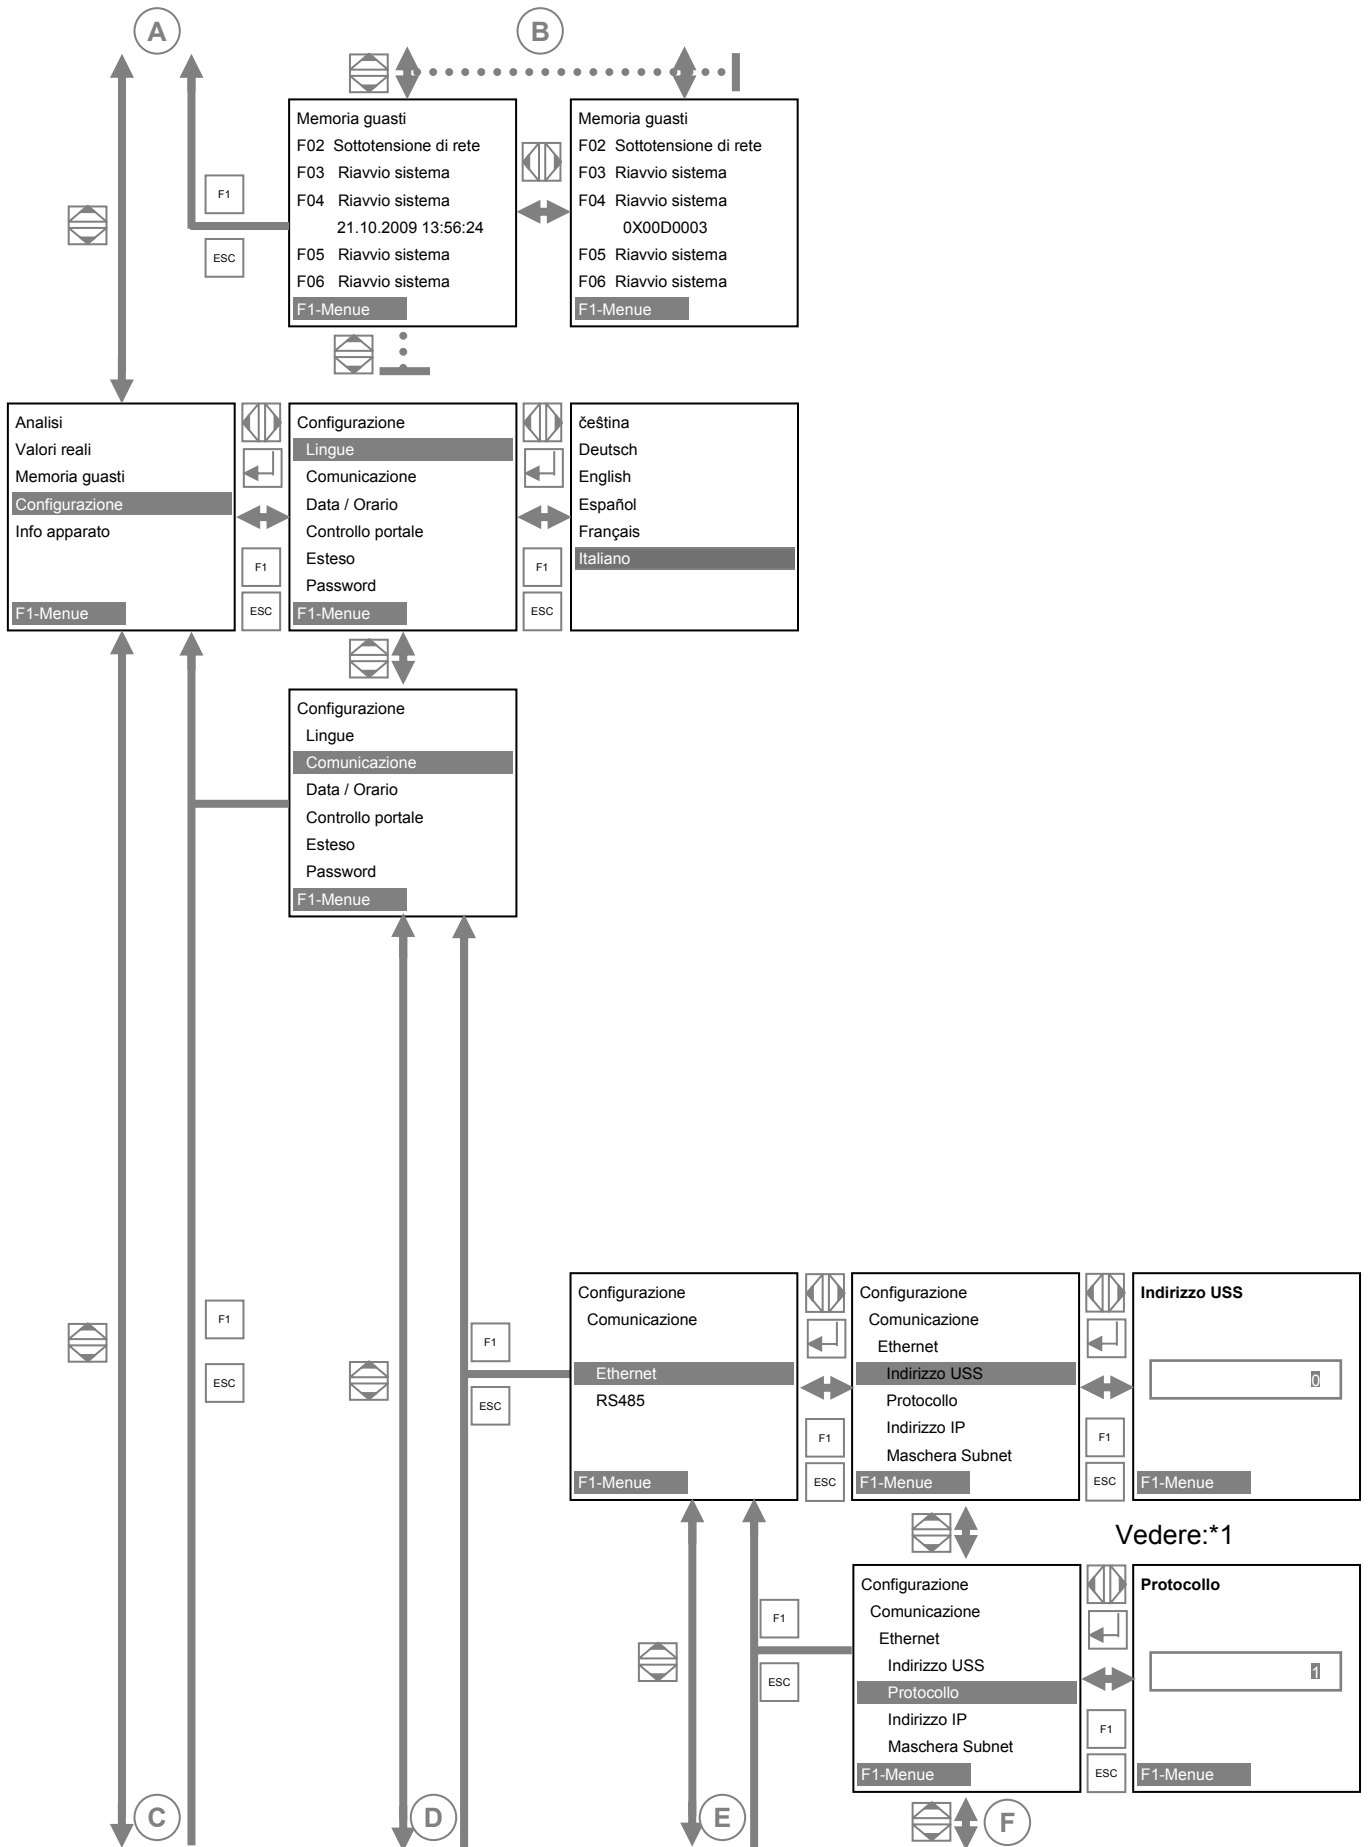 A
B
Memoria guasti
F02 Sottotensione di rete
F03 Riavvio sistema
F04 Riavvio sistema
21.10.2009 13:56:24
F05 Riavvio sistema
F06 Riavvio sistema
F1-Menue
Memoria guasti
F02 Sottotensione di rete
F03 Riavvio sistema
F04 Riavvio sistema
0X00D0003
F05 Riavvio sistema
F06 Riavvio sistema
F1-Menue
F1
ESC
Analisi
Valori reali
Memoria guasti
Configurazione
Info apparato
F1-Menue
F1
ESC
Configurazione
Lingue
Comunicazione
Data / Orario
Controllo portale
Esteso
Password
F1-Menue
F1
ESC
čeština
Deutsch
English
Español
Français
Italiano
Configurazione
Lingue
Comunicazione
Data / Orario
Controllo portale
Esteso
Password
F1-Menue
F1
ESC
F1
ESC
Configurazione
Comunicazione
Ethernet
RS485
F1-Menue
F1
ESC
Configurazione
Comunicazione
Ethernet
Indirizzo USS
Protocollo
Indirizzo IP
Maschera Subnet
F1-Menue
F1
ESC
Indirizzo USS
0
F1-Menue
Vedere:*1
F1
ESC
Configurazione
Comunicazione
Ethernet
Indirizzo USS
Protocollo
Indirizzo IP
Maschera Subnet
F1-Menue
F1
ESC
Protocollo
1
F1-Menue
C
D
E
F